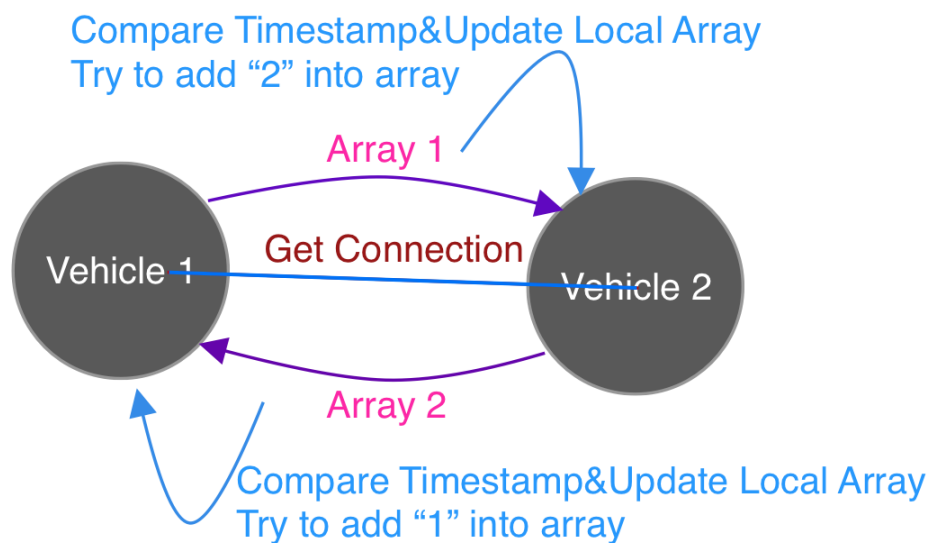 Compare Timestamp&Update Local Array
Try to add “2” into array
Array 1
Get Connection
Vehicle 1
Vehicle 2
Array 2
Compare Timestamp&Update Local Array
Try to add “1” into array